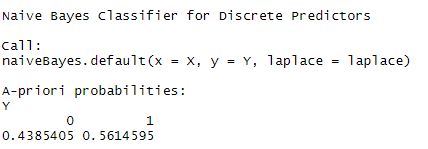 Naive Bayes Classifier for Discrete Predictors
Call:
naiveBayes.default(x = X, y = Y, laplace = laplace)
A-priori probabilities:
Y
0 1
0.4385405 0.5614595